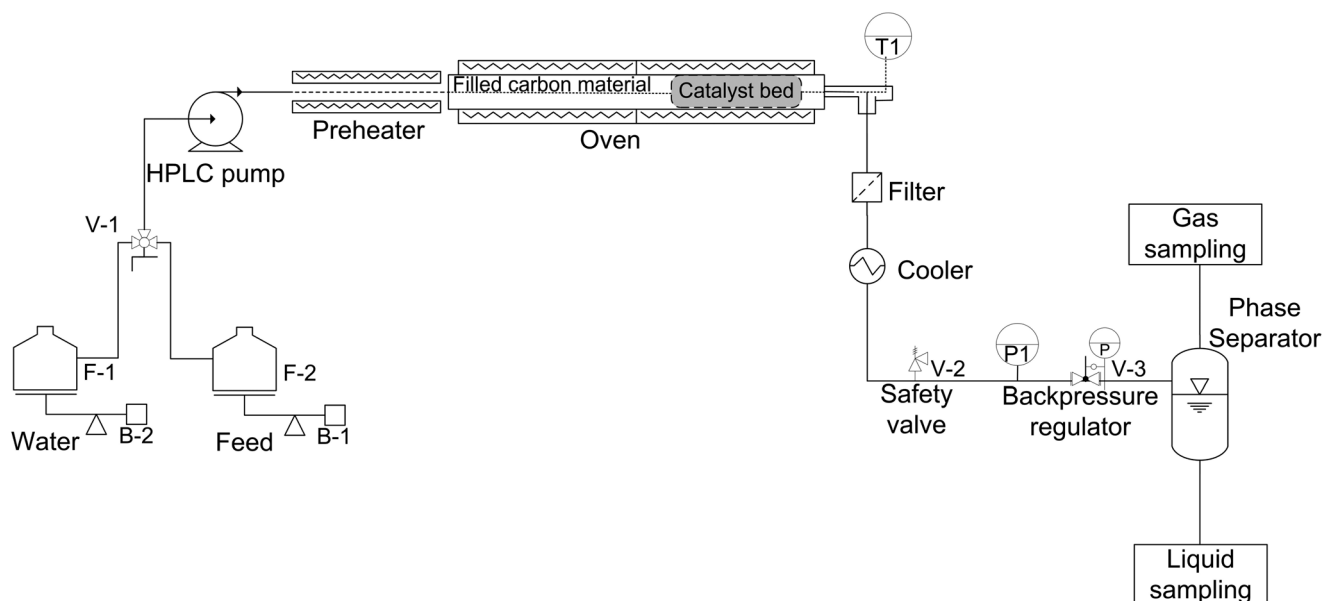 T1
Filled carbon material
Catalyst bed
Preheater
Oven
HPLC pump
Filter
V-1
Gas
sampling
Cooler
Phase
Separator
F-1
F-2
P1
P
V-2
V-3
Safety
valve
Backpressure
regulator
Water
B-2
Feed
B-1
Liquid
sampling